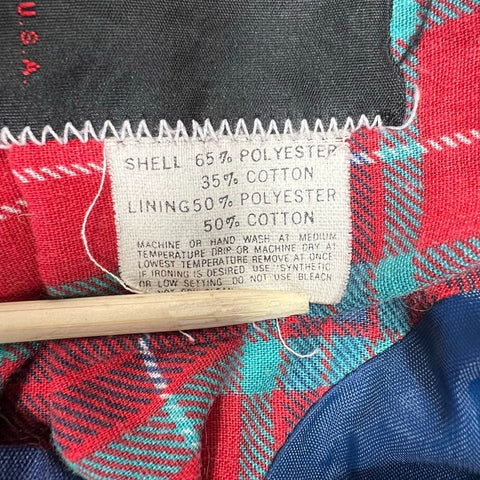 U.S.A.
SHELL 65% POLYESTER
35% COTTON
LINING 50% POLYESTER
50% COTTON
MACHINE OR HAND WASH AT MEDIUM
TEMPERATURE DRIP OR MACHINE DRY AT
LOWEST TEMPERATURE REMOVE AT ONCE
IF IRONING IS DESIRED USE "SYNTHETIC
OR LOW SETTING. DO NOT USE BLEACH